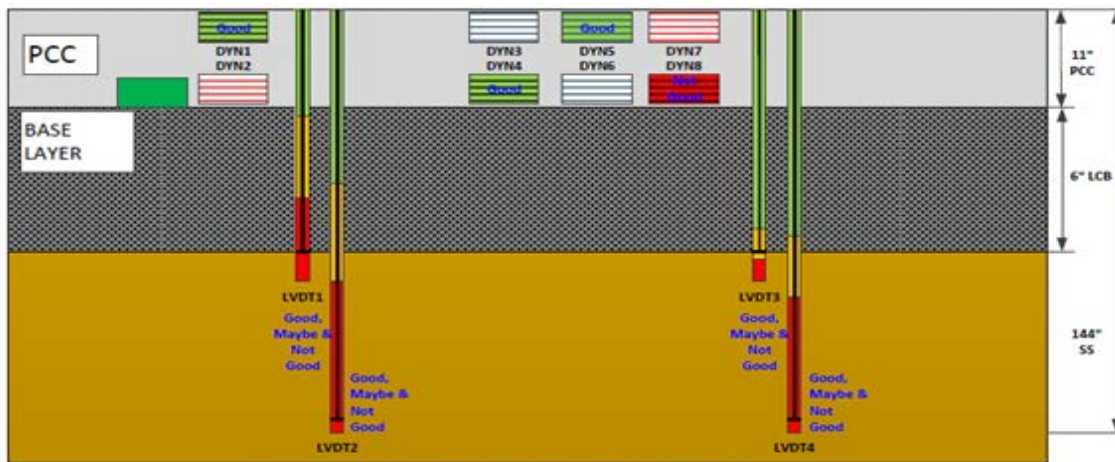 Good
DYN1
DYN2
DYN3
DYN4
Good
Good
DYN5
DYN6
DYN7
DYN8
Not
Good
PCC
BASE
LAYER
11"
PCC
6" LCB
144"
SS
LVDT1
Good,
Maybe &
Not
Good
Good,
Maybe &
Not
Good
LVDT2
LVDT3
Good,
Maybe &
Not
Good
Good,
Maybe &
Not
Good
LVDT4